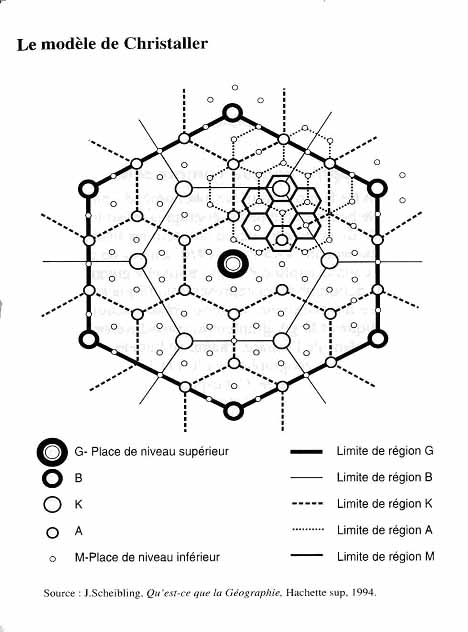 Le modèle de Christaller
G- Place de niveau supérieur
B
K
A
M-Place de niveau inférieur
Limite de région G
Limite de région B
Limite de région K
Limite de région A
Limite de région M
Source : J.Scheibling, Qu'est-ce que la Géographie, Hachette sup, 1994.